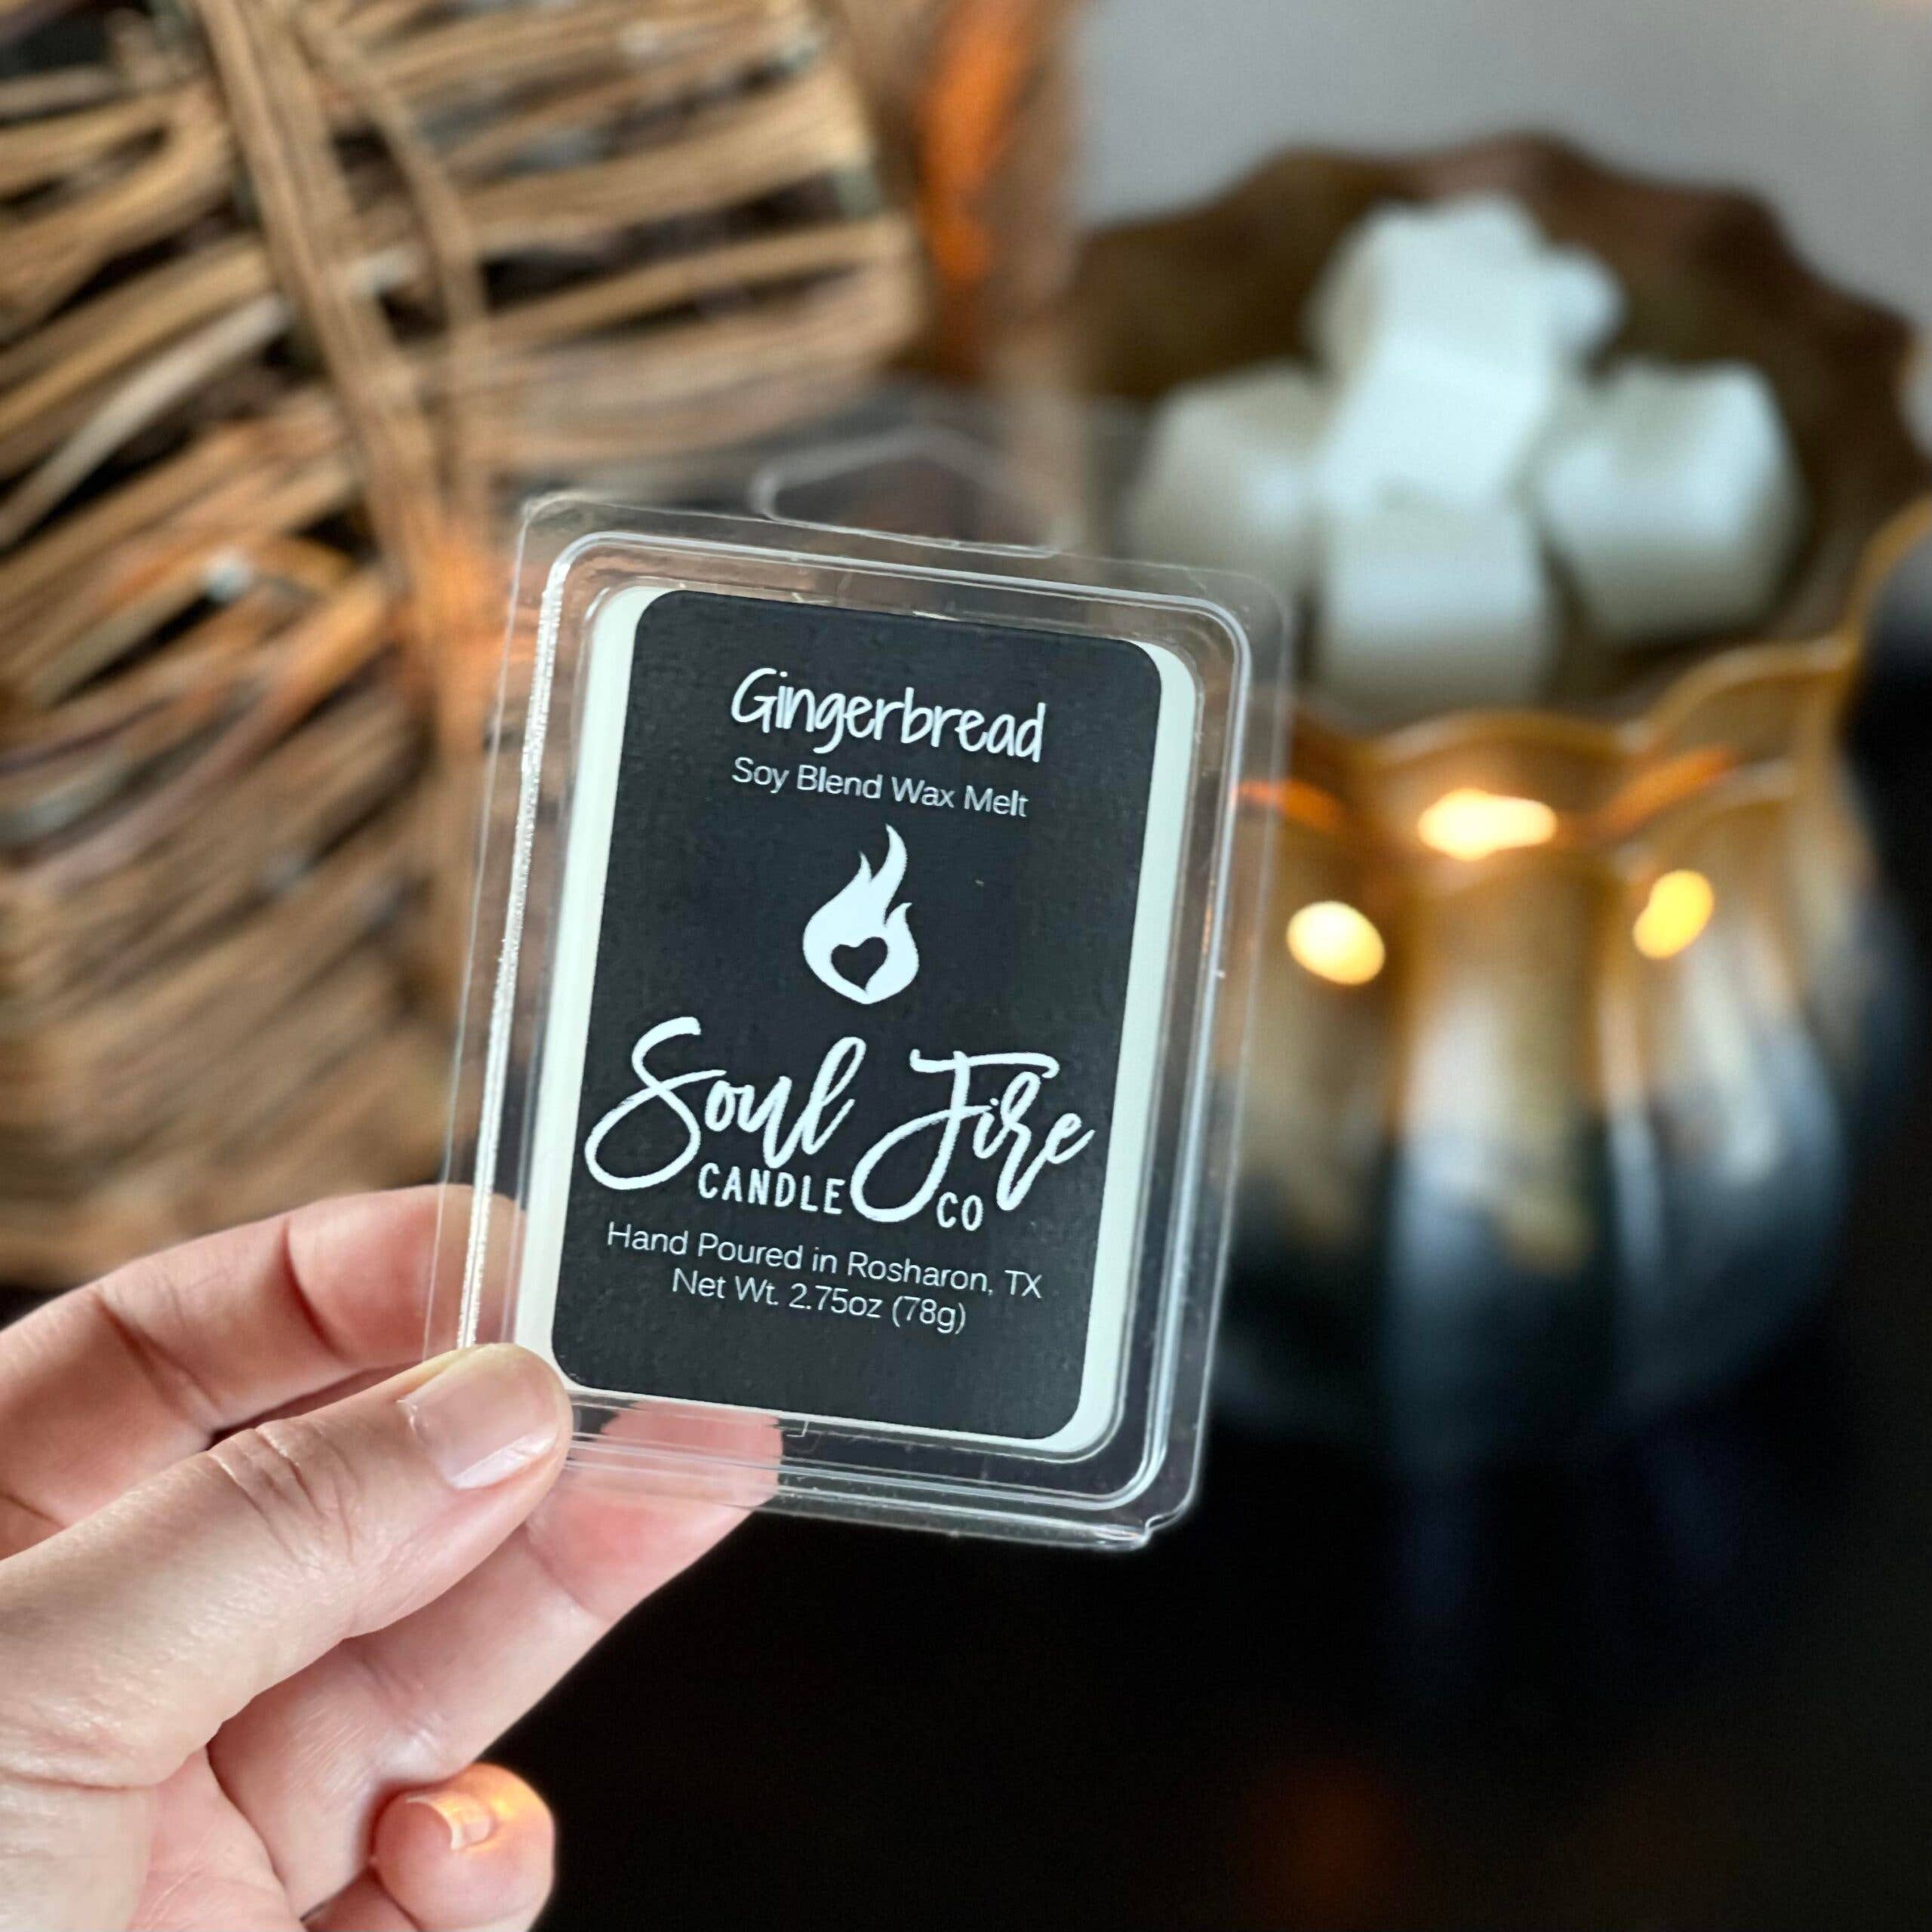 Gingerbread
Soy Blend Wax Melt
Soul Fire
CANDLE CO
Hand Poured in Rosharon, TX
Net Wt. 2.75oz (78g)